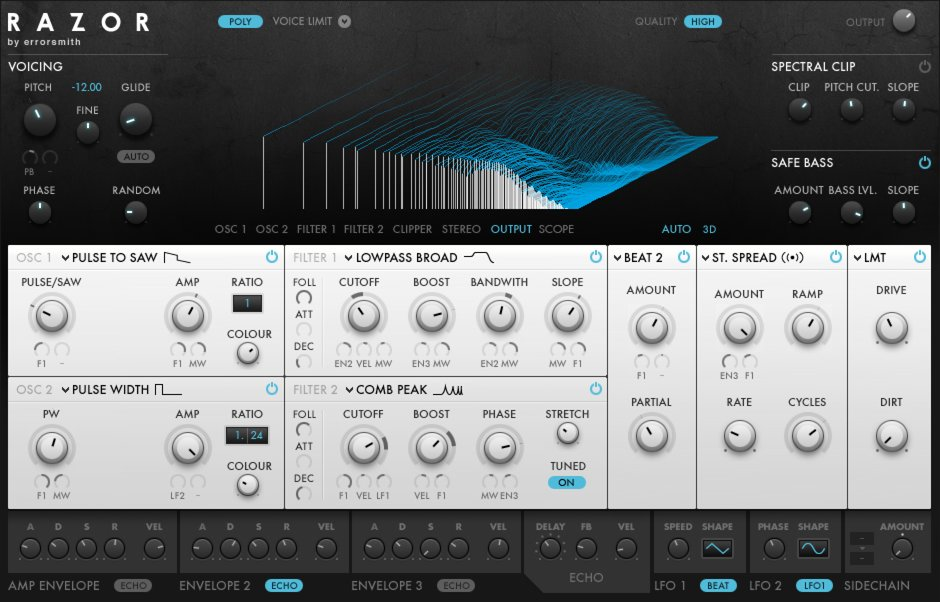 RAZOR
by errorsmith
POLY VOICE LIMIT
QUALITY HIGH
OUTPUT
VOICING
PITCH -12.00 GLIDE
FINE
AUTO
PB -
PHASE RANDOM
SPECTRAL CLIP
CLIP PITCH CUT. SLOPE
SAFE BASS
AMOUNT BASS LVL. SLOPE
OSC 1 OSC 2 FILTER 1 FILTER 2 CLIPPER STEREO OUTPUT SCOPE AUTO 3D
OSC 1 PULSE TO SAW
PULSE/SAW AMP RATIO
1
COLOUR
F1 - F1 MW
FILTER 1 LOWPASS BROAD
FOLL CUTOFF BOOST BANDWITH SLOPE
ATT
DEC
EN2 VEL MW EN3 MW EN2 MW MW F1
OSC 2 PULSE WIDTH
PW AMP RATIO
1. 24
COLOUR
F1 MW LF2 -
FILTER 2 COMB PEAK
FOLL CUTOFF BOOST PHASE STRETCH
ATT
TUNED
DEC
ON
F1 VEL LF1 VEL F1 MW EN3
BEAT 2
AMOUNT
F1 -
PARTIAL
ST. SPREAD
AMOUNT RAMP
EN3 F1
RATE CYCLES
LMT
DRIVE
DIRT
A D S R VEL
AMP ENVELOPE ECHO
A D S R VEL
ENVELOPE 2 ECHO
A D S R VEL
ENVELOPE 3 ECHO
DELAY FB VEL
ECHO
SPEED SHAPE
LFO 1 BEAT
PHASE SHAPE
LFO 2 LFO1
AMOUNT
-
-
SIDECHAIN